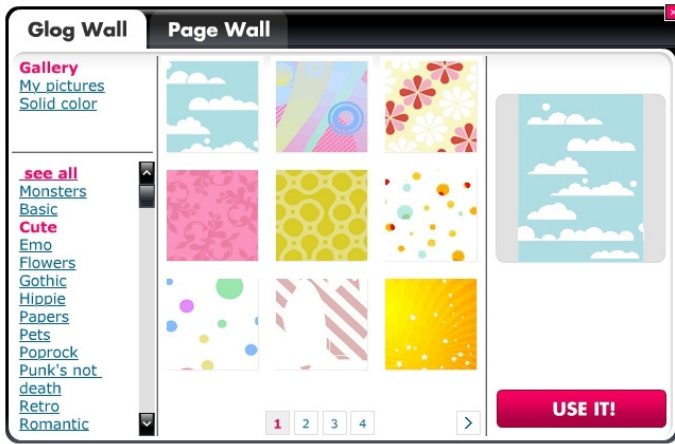 Glog Wall
Page Wall
Gallery
My pictures
Solid color
see all
Monsters
Basic
Cute
Emo
Flowers
Gothic
Hippie
Papers
Pets
Poprock
Punk's not
death
Retro
Romantic
1 2 3 4 >
USE IT!